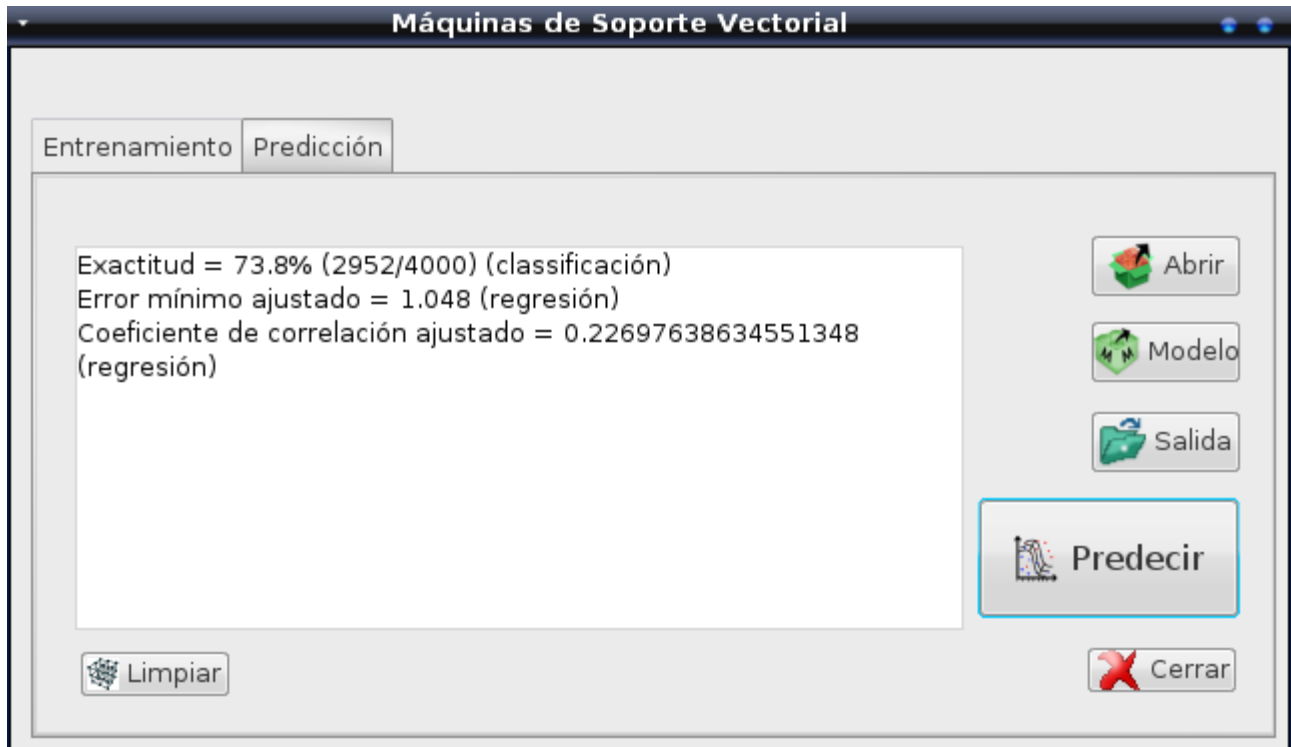 Máquinas de Soporte Vectorial
Entrenamiento
Predicción
Exactitud = 73.8% (2952/4000) (classificación)
Error mínimo ajustado = 1.048 (regresión)
Coeficiente de correlación ajustado = 0.22697638634551348
(regresión)
Abrir
Modelo
Salida
Predecir
Limpiar
Cerrar